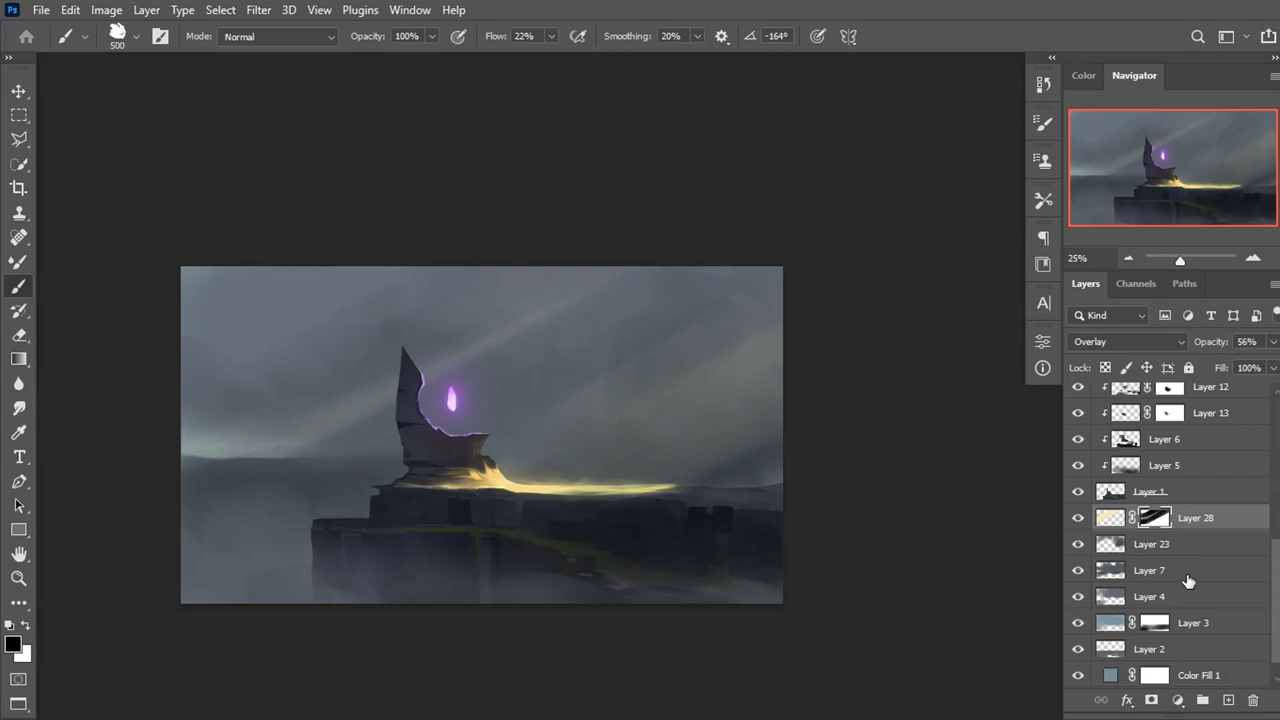 Ps File Edit Image Layer Type Select Filter 3D View Plugins Window Help
500 Mode: Normal Opacity: 100% Flow: 22% Smoothing: 20% -164°
Color Navigator
25%
Layers Channels Paths
Kind T
Overlay Opacity: 56%
Lock: Fill: 100%
Layer 12
Layer 13
Layer 6
Layer 5
Layer 1
Layer 28
Layer 23
Layer 7
Layer 4
Layer 3
Layer 2
Color Fill 1
fx